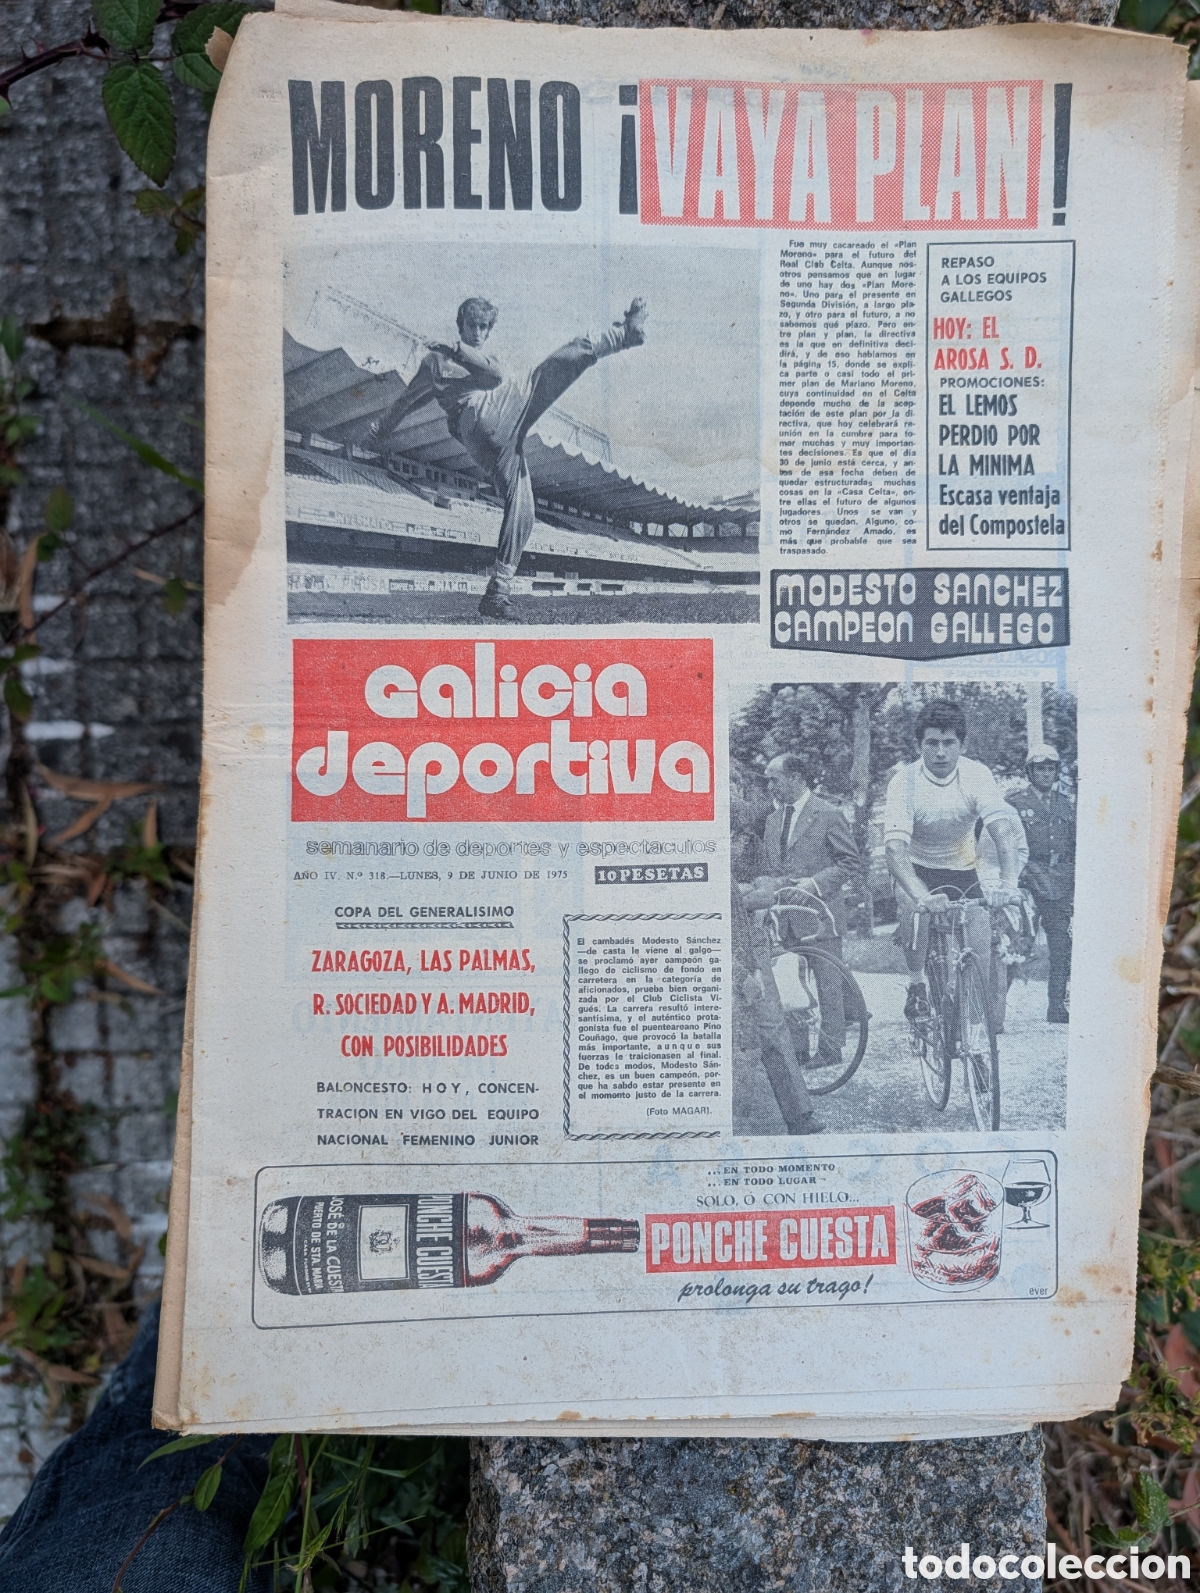 MORENO ¡VAYA PLAN!
Fue muy cacareado el «Plan
Moreno» para el futuro del
Real Club Celta. Aunque nos-
otros pensamos que en lugar
de uno hay dos «Plan More-
no». Uno para el presente en
Segunda División, a largo pla-
zo, y otro para el futuro, a no
sabemos qué plazo. Pero en-
tre plan y plan, la directiva
es la que en definitiva deci-
dirá, y de eso hablamos en
la página 15, donde se expli-
ca parte o casi todo el pri-
mer plan de Mariano Moreno,
cuya continuidad en el Celta
depende mucho de la acep-
tación de este plan por la di-
rectiva, que hoy celebrará re-
unión en la cumbre para to-
mar muchas y muy importan-
tes decisiones. Es que el día
30 de junio está cerca, y an-
tes de esa fecha deben de
quedar estructuradas muchas
cosas en la «Casa Celta», en-
tre ellas el futuro de algunos
jugadores. Unos se van y
otros se quedan. Alguno, co-
mo Fernández Amado, es
más que probable que sea
traspasado.
REPASO
A LOS EQUIPOS
GALLEGOS
HOY: EL
AROSA S. D.
PROMOCIONES:
EL LEMOS
PERDIO POR
LA MINIMA
Escasa ventaja
del Compostela
MODESTO SANCHEZ
CAMPEON GALLEGO
Galicia
deportiva
semanario de deportes y espectaculos
AÑO IV. N.º 318.—LUNES, 9 DE JUNIO DE 1975
10 PESETAS
COPA DEL GENERALISIMO
ZARAGOZA, LAS PALMAS,
R. SOCIEDAD Y A. MADRID,
CON POSIBILIDADES
BALONCESTO: HOY, CONCEN-
TRACION EN VIGO DEL EQUIPO
NACIONAL FEMENINO JUNIOR
El cambadés Modesto Sánchez
—de casta le viene al galgo—
se proclamó ayer campeón ga-
llego de ciclismo de fondo en
carretera en la categoría de
aficionados, prueba bien organi-
zada por el Club Ciclista Vi-
gués. La carrera resultó intere-
santísima, y el auténtico prota-
gonista fue el puenteareano Pino
Couñago, que provocó la batalla
más importante, aunque sus
fuerzas le traicionasen al final.
De todos modos, Modesto Sán-
chez, es un buen campeón, por-
que ha sabdo estar presente en
el momento justo de la carrera.
(Foto MAGAR).
...EN TODO MOMENTO
...EN TODO LUGAR
SOLO, O CON HIELO...
PONCHE CUESTA
prolonga su trago!
JOSÉ DE LA CUESTA
PUERTO DE STA. MARIA
PONCHE CUESTA
ever
todocoleccion